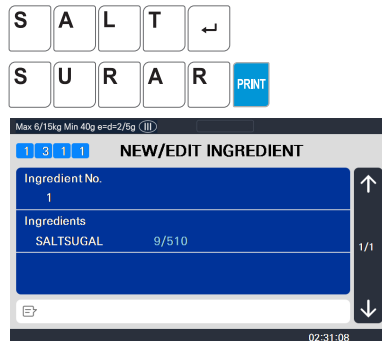 S A L T ↵
S U R A R PRINT
Max 6/15kg Min 40g e=d=2/5g (III)
1 3 1 1 NEW/EDIT INGREDIENT
Ingredient No.
1
Ingredients
SALTSUGAL 9/510
1/1
02:31:08